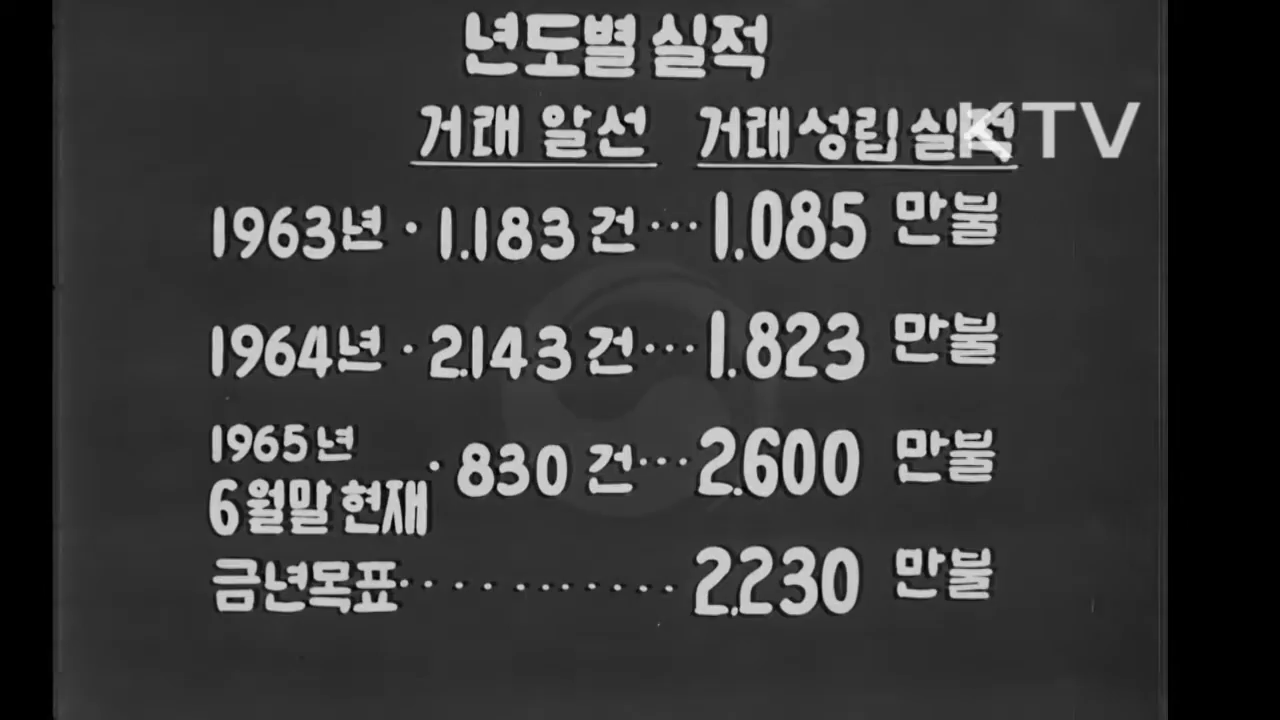 년도별 실적
거래 알선 거래성립 실적
KTV
1963년 · 1.183 건 ··· 1.085 만불
1964년 · 2.143 건 ··· 1.823 만불
1965년
6월말 현재 · 830 건 ··· 2.600 만불
금년목표 ··········· 2.230 만불